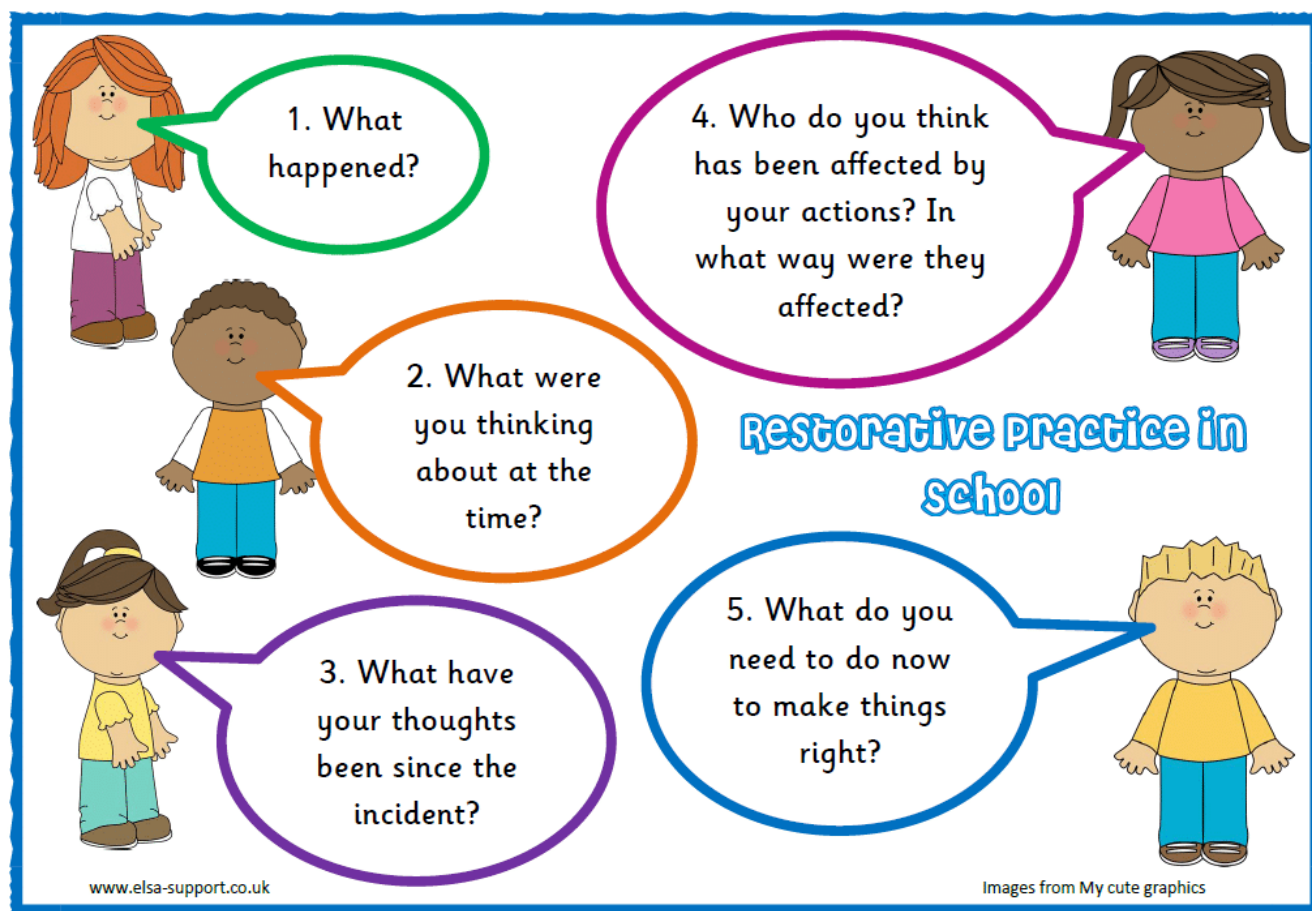 1. What
happened?
2. What were
you thinking
about at the
time?
3. What have
your thoughts
been since the
incident?
4. Who do you think
has been affected by
your actions? In
what way were they
affected?
Restorative Practice in
school
5. What do you
need to do now
to make things
right?
www.elsa-support.co.uk
Images from My cute graphics